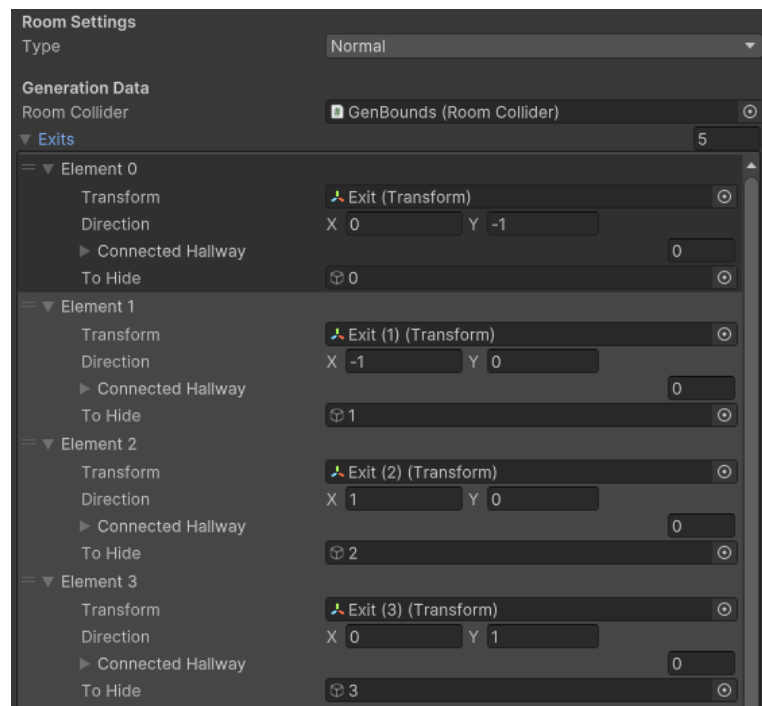 Room Settings
Type Normal
Generation Data
Room Collider GenBounds (Room Collider)
Exits 5
Element 0
Transform Exit (Transform)
Direction X 0 Y -1
Connected Hallway 0
To Hide 0
Element 1
Transform Exit (1) (Transform)
Direction X -1 Y 0
Connected Hallway 0
To Hide 1
Element 2
Transform Exit (2) (Transform)
Direction X 1 Y 0
Connected Hallway 0
To Hide 2
Element 3
Transform Exit (3) (Transform)
Direction X 0 Y 1
Connected Hallway 0
To Hide 3